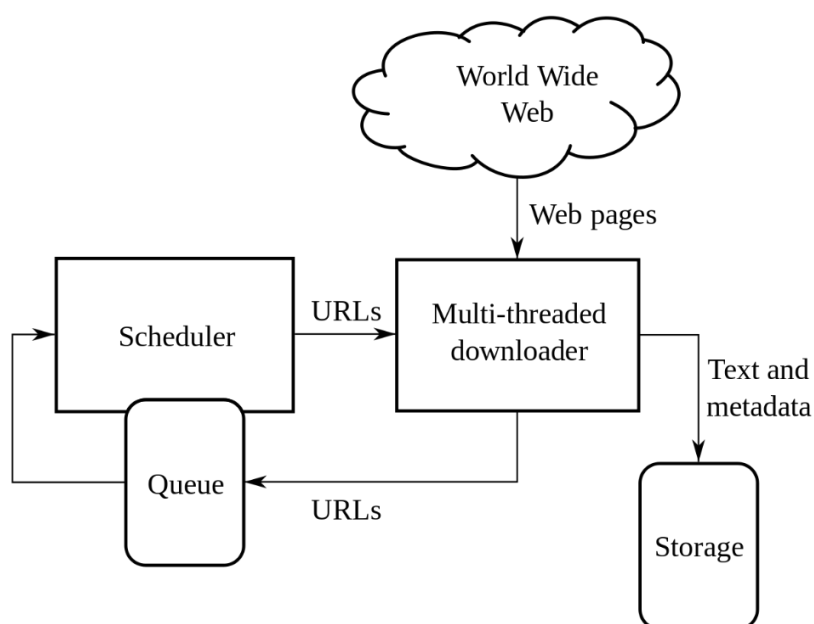 World Wide
Web
Web pages
Scheduler
URLs
Multi-threaded
downloader
Text and
metadata
Queue
URLs
Storage